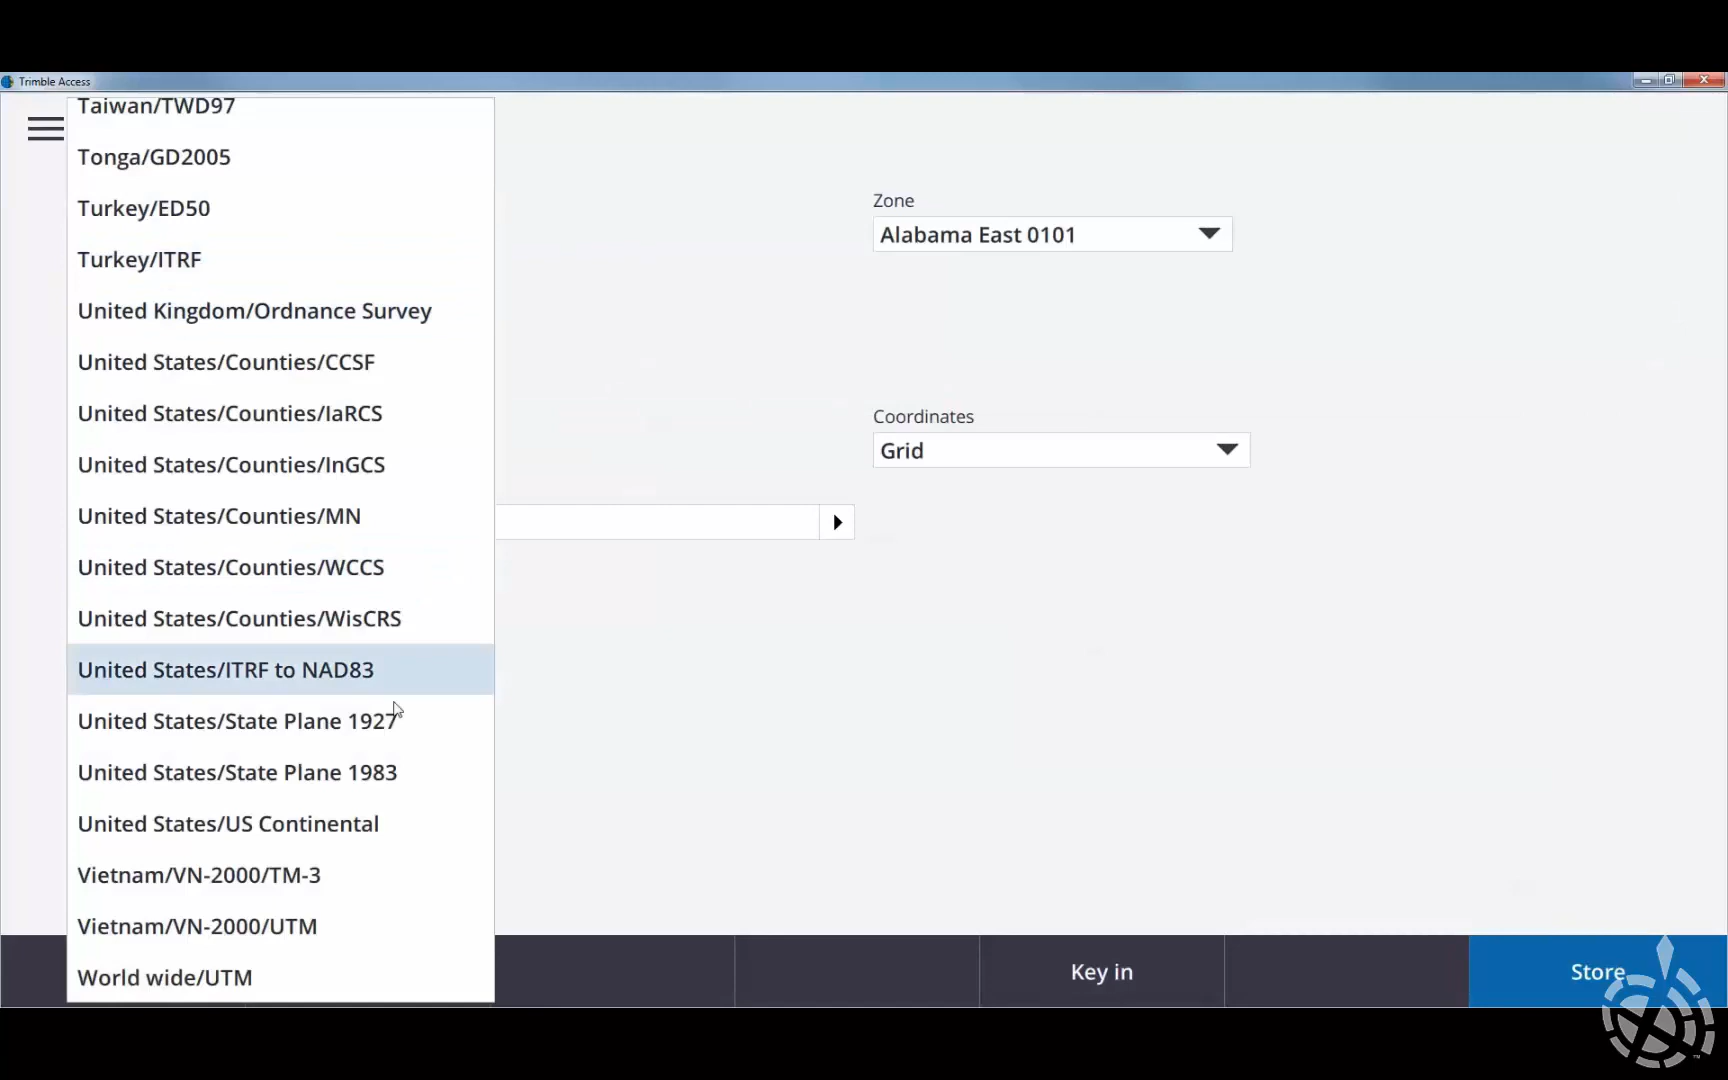 Trimble Access
Taiwan/TWD97
Tonga/GD2005
Turkey/ED50
Turkey/ITRF
United Kingdom/Ordnance Survey
United States/Counties/CCSF
United States/Counties/IaRCS
United States/Counties/InGCS
United States/Counties/MN
United States/Counties/WCCS
United States/Counties/WisCRS
United States/ITRF to NAD83
United States/State Plane 1927
United States/State Plane 1983
United States/US Continental
Vietnam/VN-2000/TM-3
Vietnam/VN-2000/UTM
World wide/UTM
Zone
Alabama East 0101
Coordinates
Grid
Key in
Store